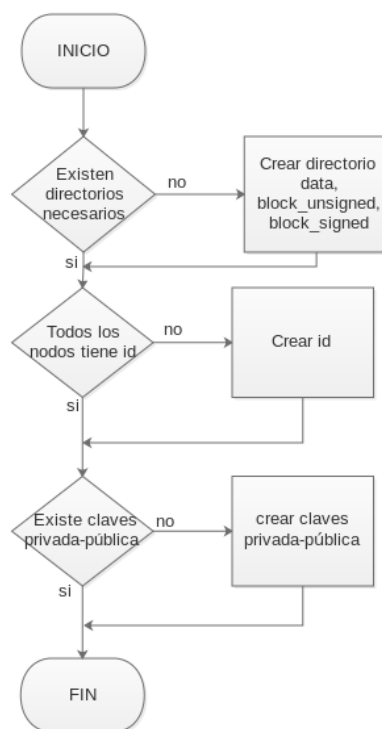 INICIO
Existen
directorios
necesarios
no
Crear directorio
data,
block_unsigned,
block_signed
si
Todos los
nodos tiene id
no
Crear id
si
Existe claves
privada-pública
no
crear claves
privada-pública
si
FIN